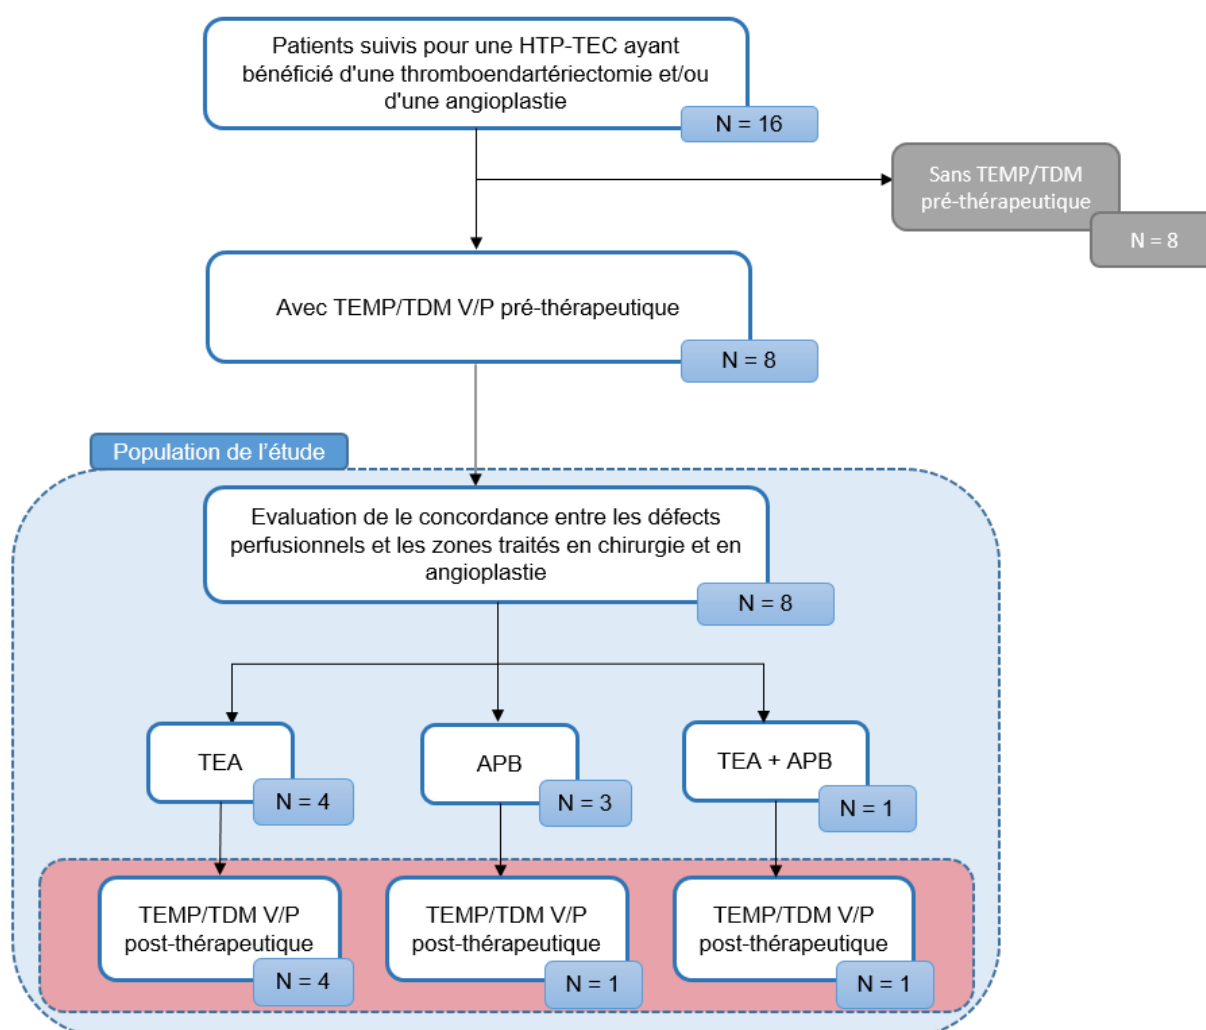 Patients suivis pour une HTP-TEC ayant
bénéficié d'une thromboendartériectomie et/ou
d'une angioplastie
N = 16
Sans TEMP/TDM
pré-thérapeutique
N = 8
Avec TEMP/TDM V/P pré-thérapeutique
N = 8
Population de l'étude
Evaluation de le concordance entre les défects
perfusionnels et les zones traités en chirurgie et en
angioplastie
N = 8
TEA
N = 4
APB
N = 3
TEA + APB
N = 1
TEMP/TDM V/P
post-thérapeutique
N = 4
TEMP/TDM V/P
post-thérapeutique
N = 1
TEMP/TDM V/P
post-thérapeutique
N = 1